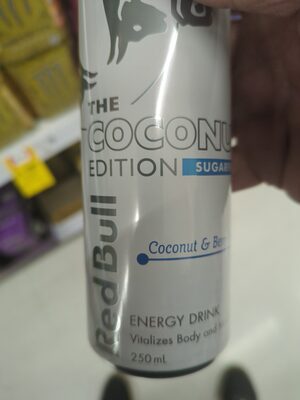 THE
COCONU
EDITION SUGAR
Coconut & Ber
Red Bull
ENERGY DRINK
Vitalizes Body and
250 mL